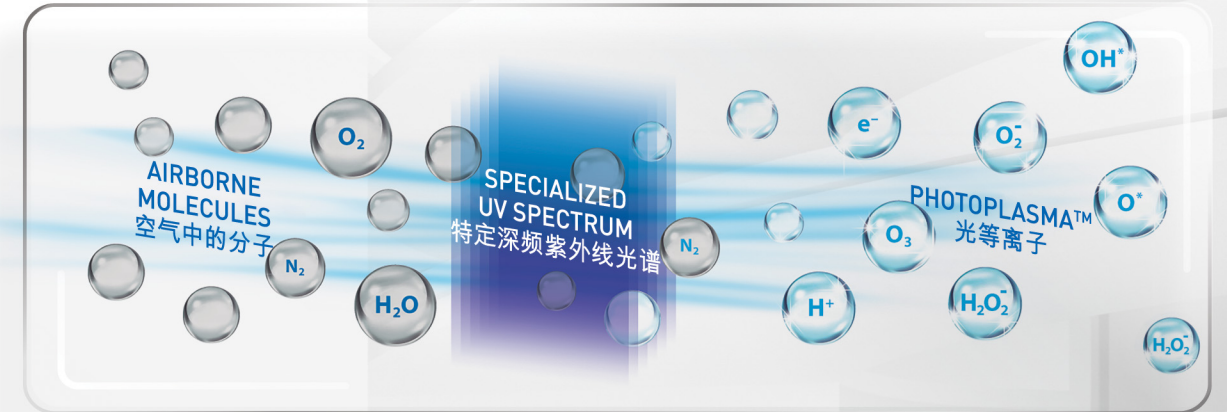 AIRBORNE
MOLECULES
空气中的分子
O₂
N₂
H₂O
SPECIALIZED
UV SPECTRUM
特定深频紫外线光谱
N₂
e⁻
OH*
O₂⁻
O*
PHOTOPLASMA™
光等离子
O₃
H⁺
H₂O₂⁻
H₂O₂⁻